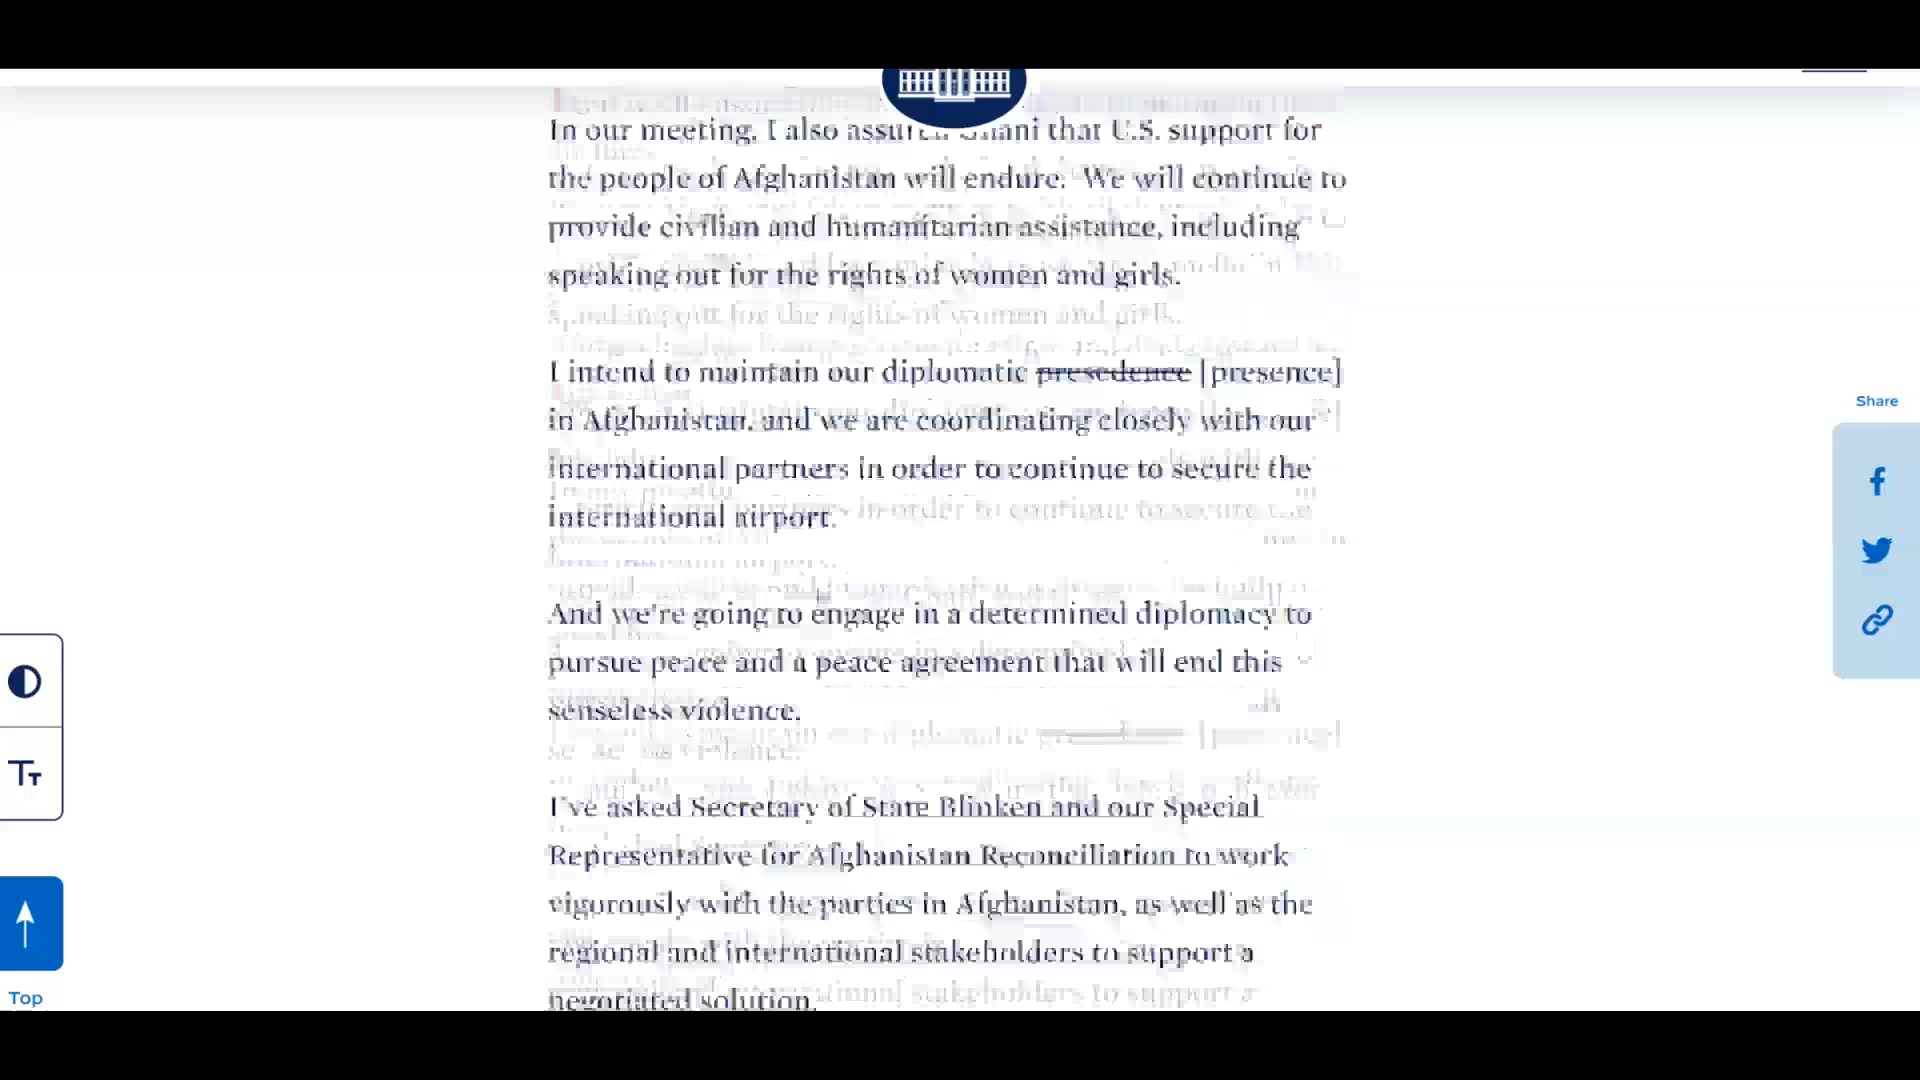 In our meeting, I also Ghani that U.S. support for
the people of Afghanistan will endure. We will continue to
provide civilian and humanitarian assistance, including
speaking out for the rights of women and girls.
I intend to maintain our diplomatic presedence [presence]
in Afghanistan, and we are coordinating closely with our
international partners in order to continue to secure the
international airport.
And we're going to engage in a determined diplomacy to
pursue peace and a peace agreement that will end this
senseless violence.
I've asked Secretary of State Blinken and our Special
Representative for Afghanistan Reconciliation to work
vigorously with the parties in Afghanistan, as well as the
regional and international stakeholders to support a
negotiated solution.
Share
Tт
Top